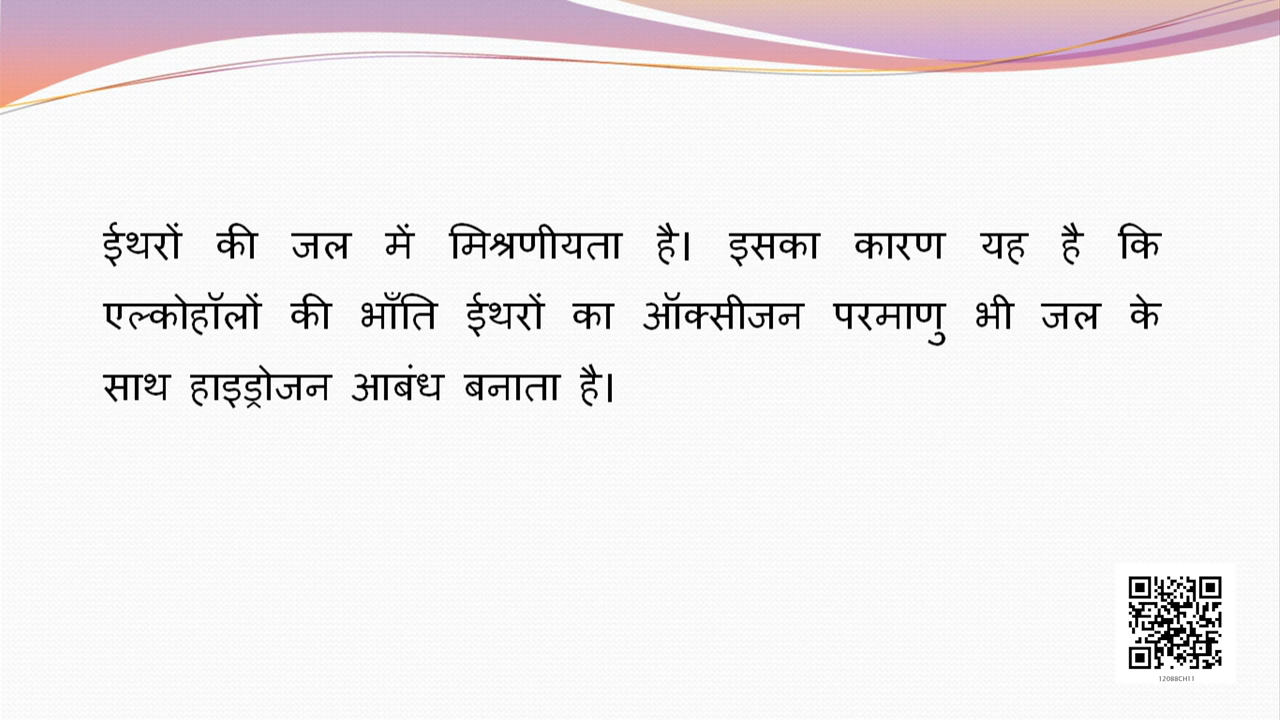 ईथरों की जल में मिश्रणीयता है। इसका कारण यह है कि
एल्कोहॉलों की भाँति ईथरों का ऑक्सीजन परमाणु भी जल के
साथ हाइड्रोजन आबंध बनाता है।
12088CH11